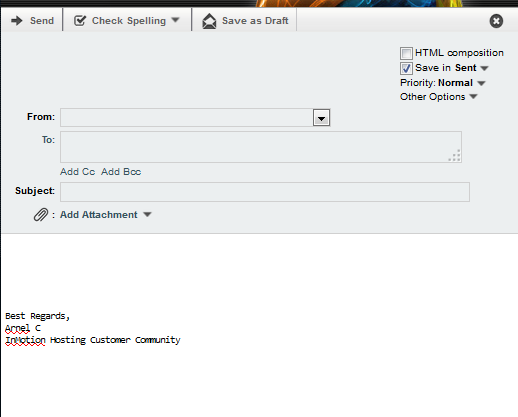 Send Check Spelling Save as Draft
HTML composition
Save in Sent
Priority: Normal
Other Options
From:
To:
Add Cc Add Bcc
Subject:
: Add Attachment
Best Regards,
Arnel C
InMotion Hosting Customer Community